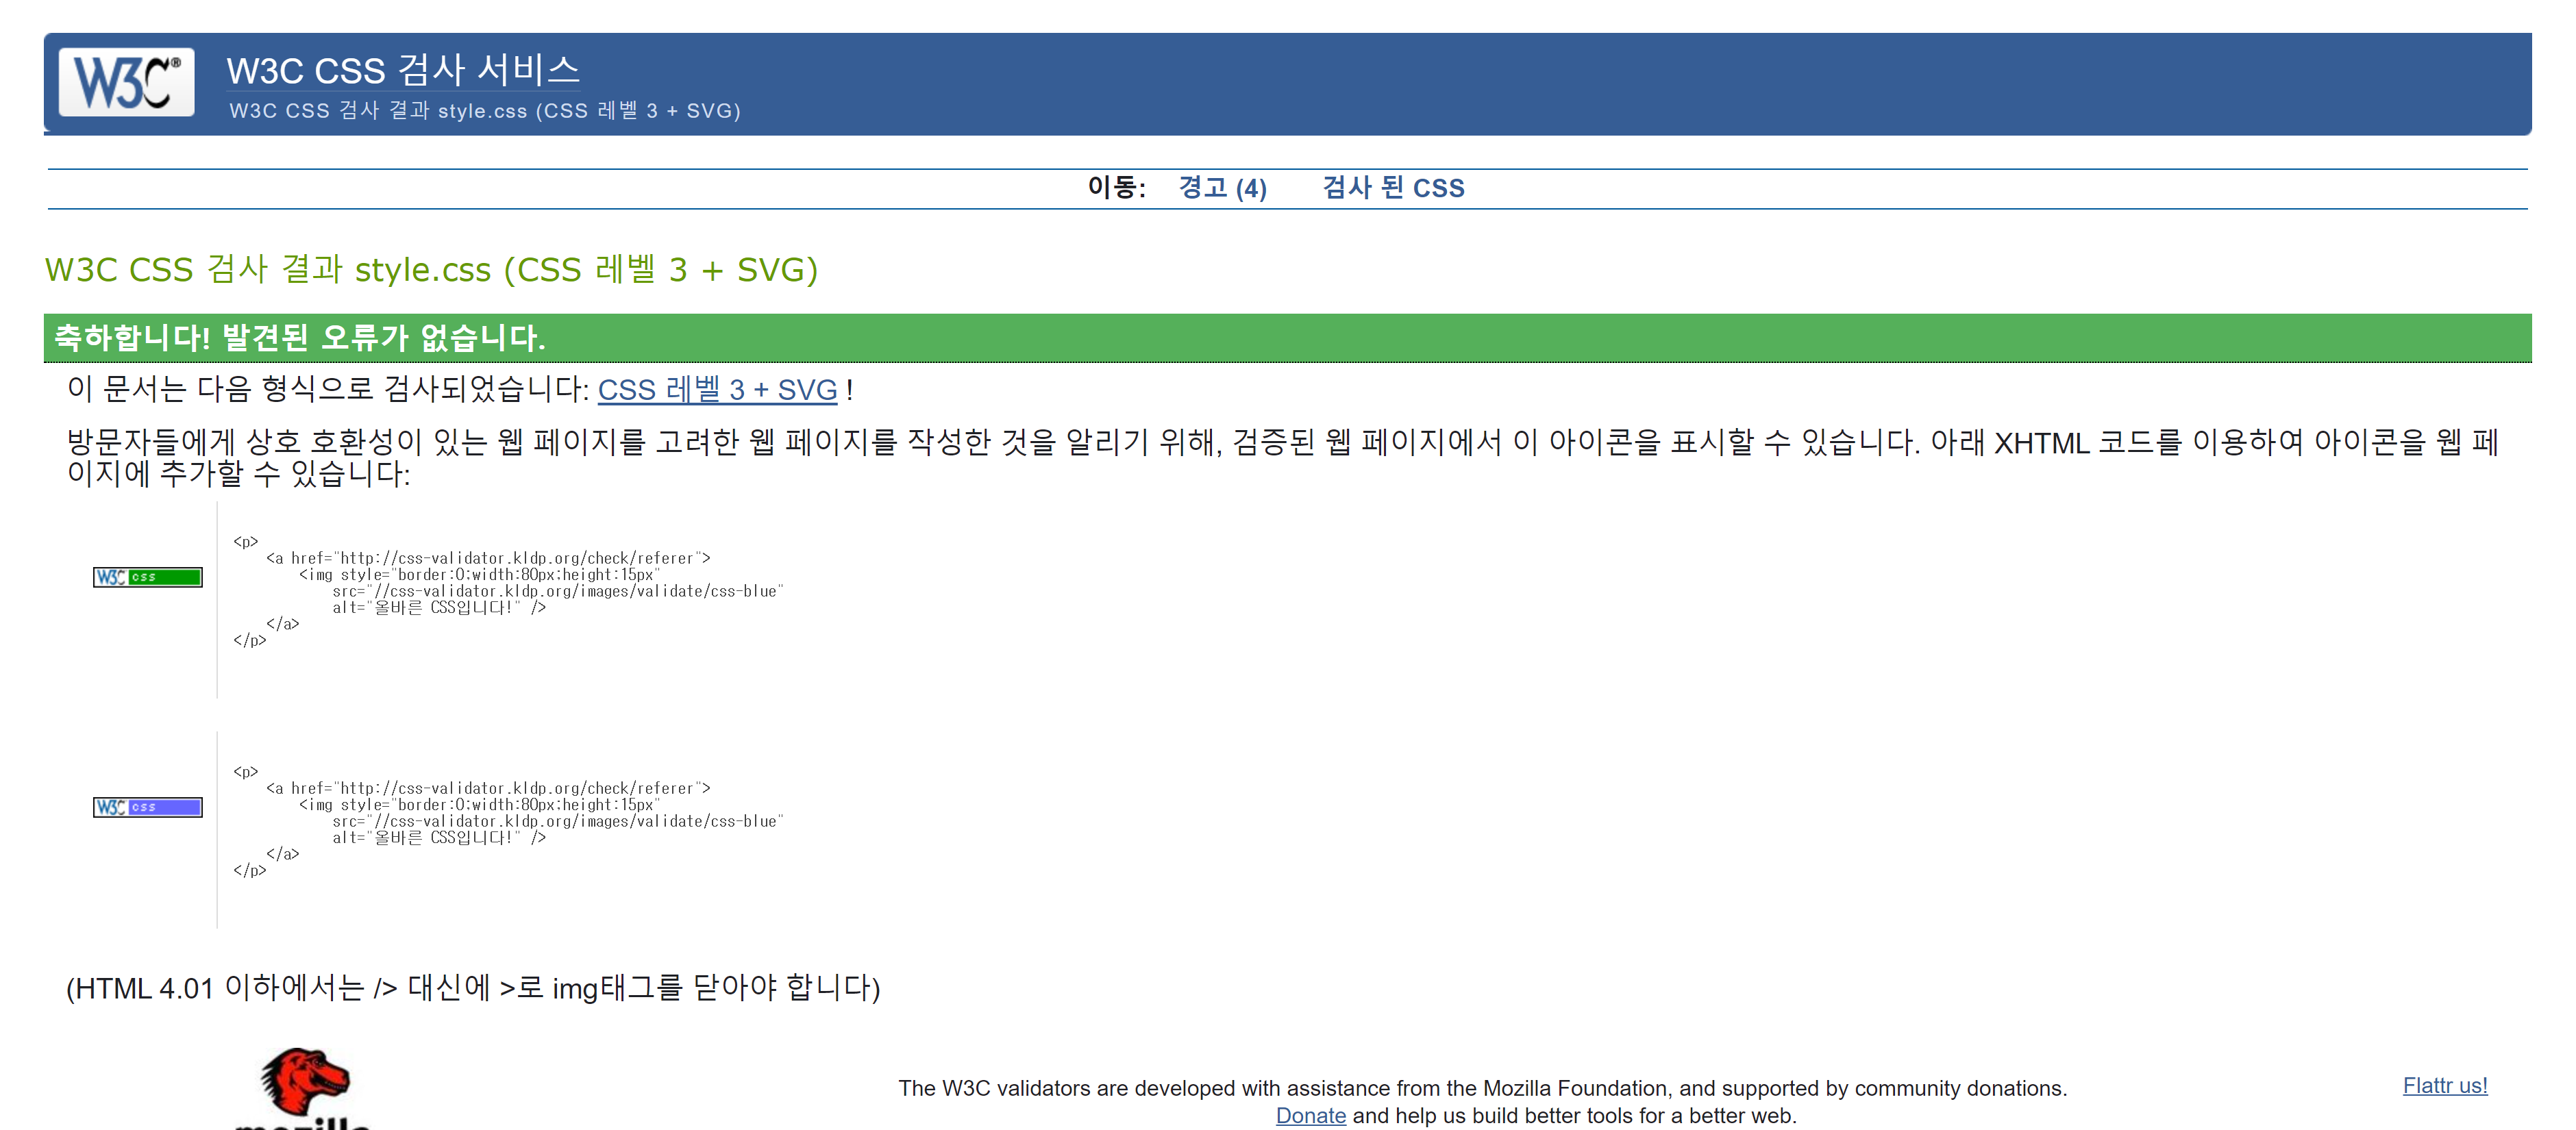 W3C®
W3C CSS 검사 서비스
W3C CSS 검사 결과 style.css (CSS 레벨 3 + SVG)
이동: 경고 (4) 검사 된 CSS
W3C CSS 검사 결과 style.css (CSS 레벨 3 + SVG)
축하합니다! 발견된 오류가 없습니다.
이 문서는 다음 형식으로 검사되었습니다: CSS 레벨 3 + SVG !
방문자들에게 상호 호환성이 있는 웹 페이지를 고려한 웹 페이지를 작성한 것을 알리기 위해, 검증된 웹 페이지에서 이 아이콘을 표시할 수 있습니다. 아래 XHTML 코드를 이용하여 아이콘을 웹 페
이지에 추가할 수 있습니다:
W3C css
<p>
<a href="http://css-validator.kldp.org/check/referer">
<img style="border:0;width:80px;height:15px"
src="//css-validator.kldp.org/images/validate/css-blue"
alt="올바른 CSS입니다!" />
</a>
</p>
W3C css
<p>
<a href="http://css-validator.kldp.org/check/referer">
<img style="border:0;width:80px;height:15px"
src="//css-validator.kldp.org/images/validate/css-blue"
alt="올바른 CSS입니다!" />
</a>
</p>
(HTML 4.01 이하에서는 /> 대신에 >로 img태그를 닫아야 합니다)
mozilla
The W3C validators are developed with assistance from the Mozilla Foundation, and supported by community donations.
Donate and help us build better tools for a better web.
Flattr us!